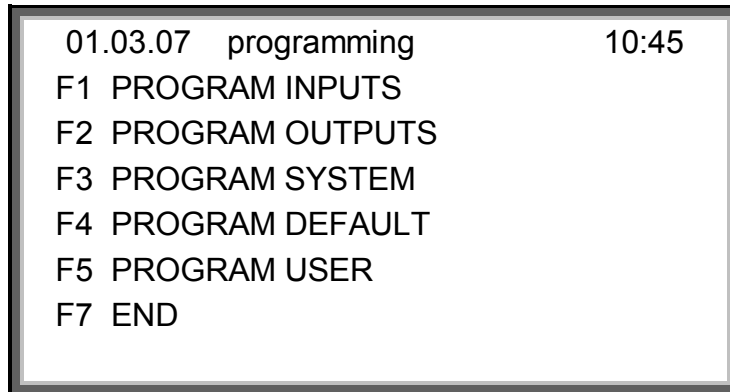 01.03.07 programming 10:45
F1 PROGRAM INPUTS
F2 PROGRAM OUTPUTS
F3 PROGRAM SYSTEM
F4 PROGRAM DEFAULT
F5 PROGRAM USER
F7 END